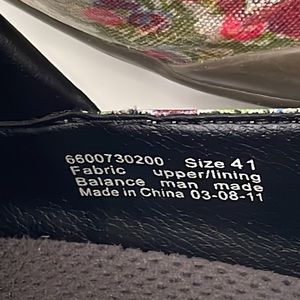 6600730200 Size 41
Fabric upper/lining
Balance man made
Made in China 03-08-11